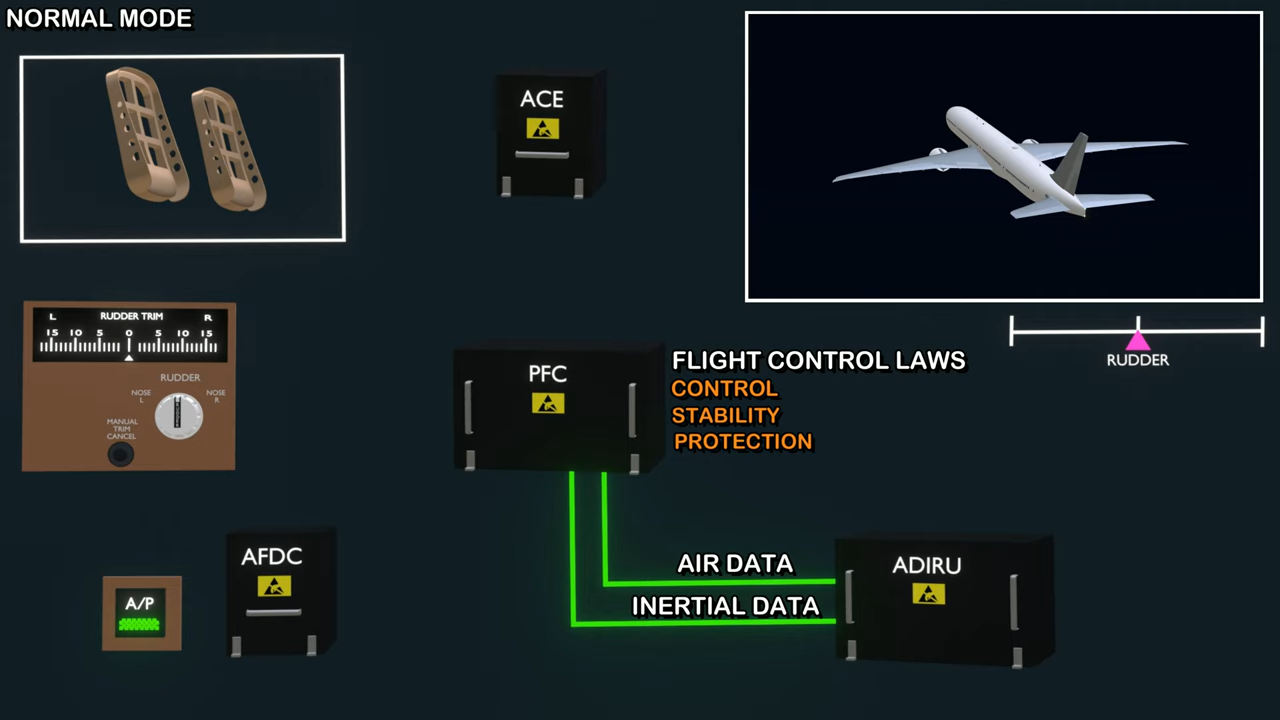 NORMAL MODE
ACE
L RUDDER TRIM R
15 10 5 0 5 10 15
RUDDER
NOSE L
NOSE R
MANUAL TRIM CANCEL
PFC
FLIGHT CONTROL LAWS
CONTROL
STABILITY
PROTECTION
RUDDER
AFDC
A/P
AIR DATA
INERTIAL DATA
ADIRU